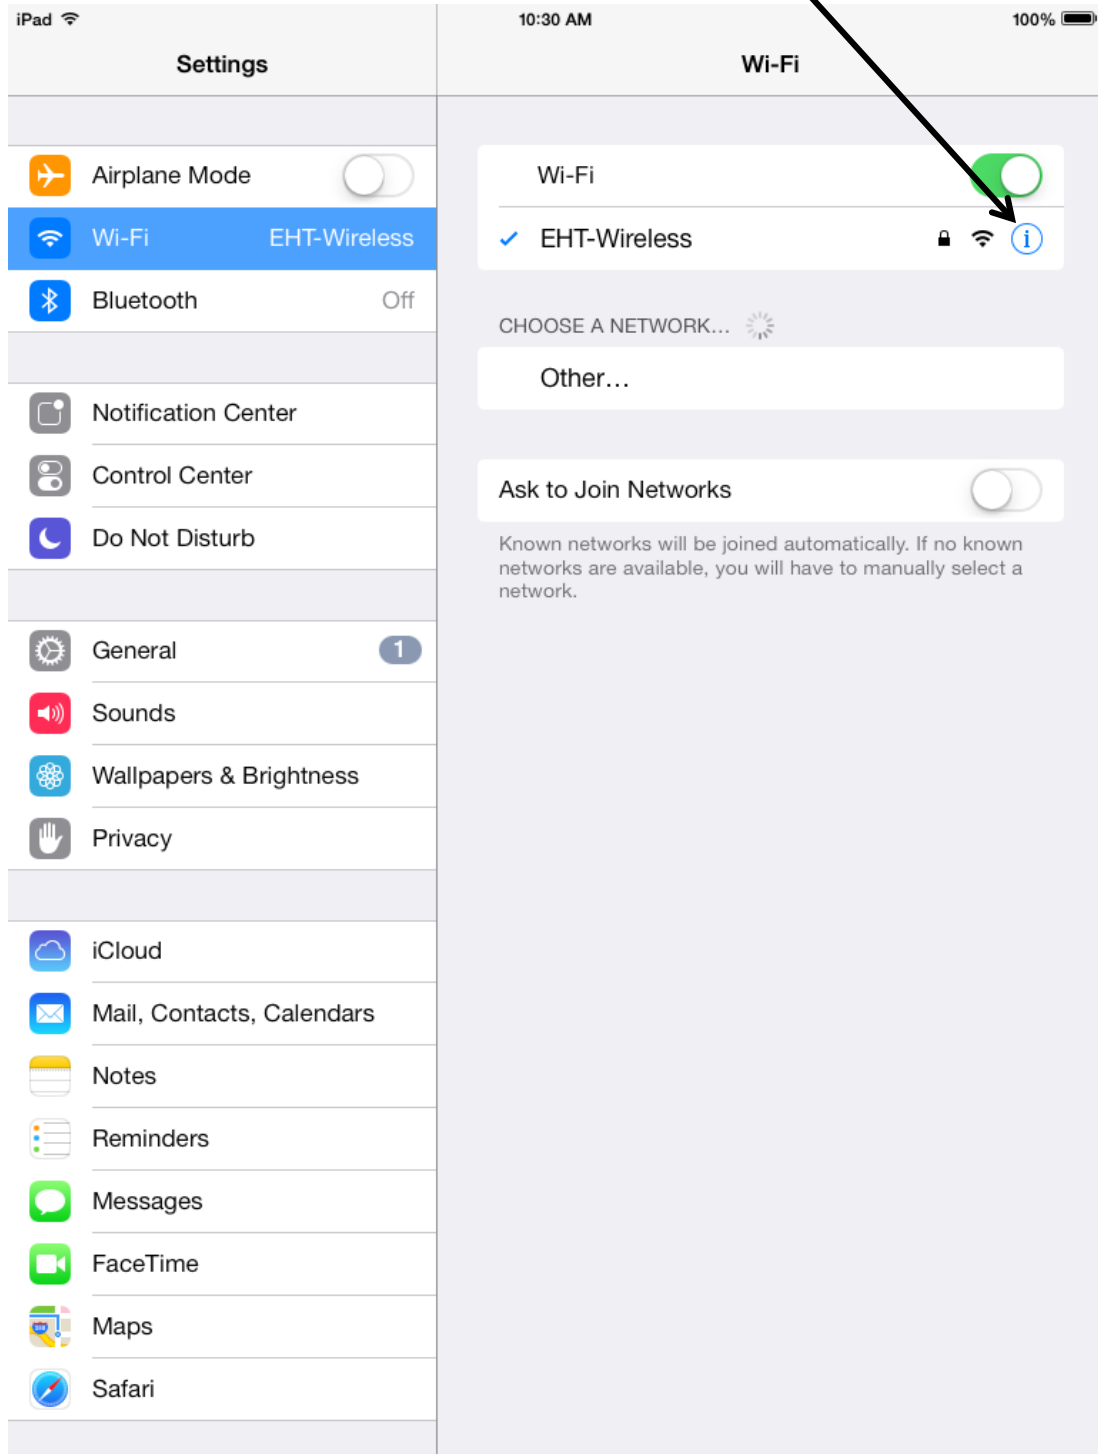 iPad 10:30 AM 100%
Settings
Wi-Fi
Airplane Mode
Wi-Fi EHT-Wireless
Bluetooth Off
Notification Center
Control Center
Do Not Disturb
General 1
Sounds
Wallpapers & Brightness
Privacy
iCloud
Mail, Contacts, Calendars
Notes
Reminders
Messages
FaceTime
Maps
Safari
Wi-Fi
EHT-Wireless i
CHOOSE A NETWORK...
Other...
Ask to Join Networks
Known networks will be joined automatically. If no known
networks are available, you will have to manually select a
network.